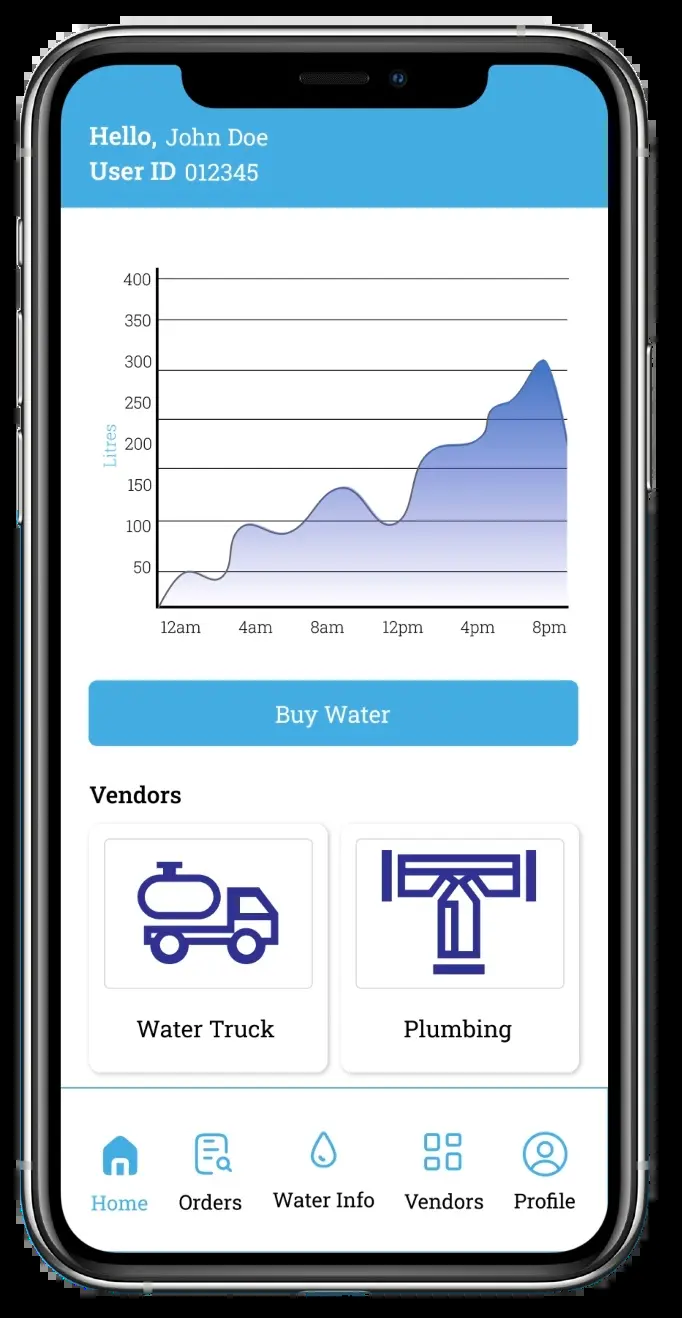 Hello, John Doe
User ID 012345
400
350
300
250
200
150
100
50
Litres
12am 4am 8am 12pm 4pm 8pm
Buy Water
Vendors
Water Truck Plumbing
Home Orders Water Info Vendors Profile